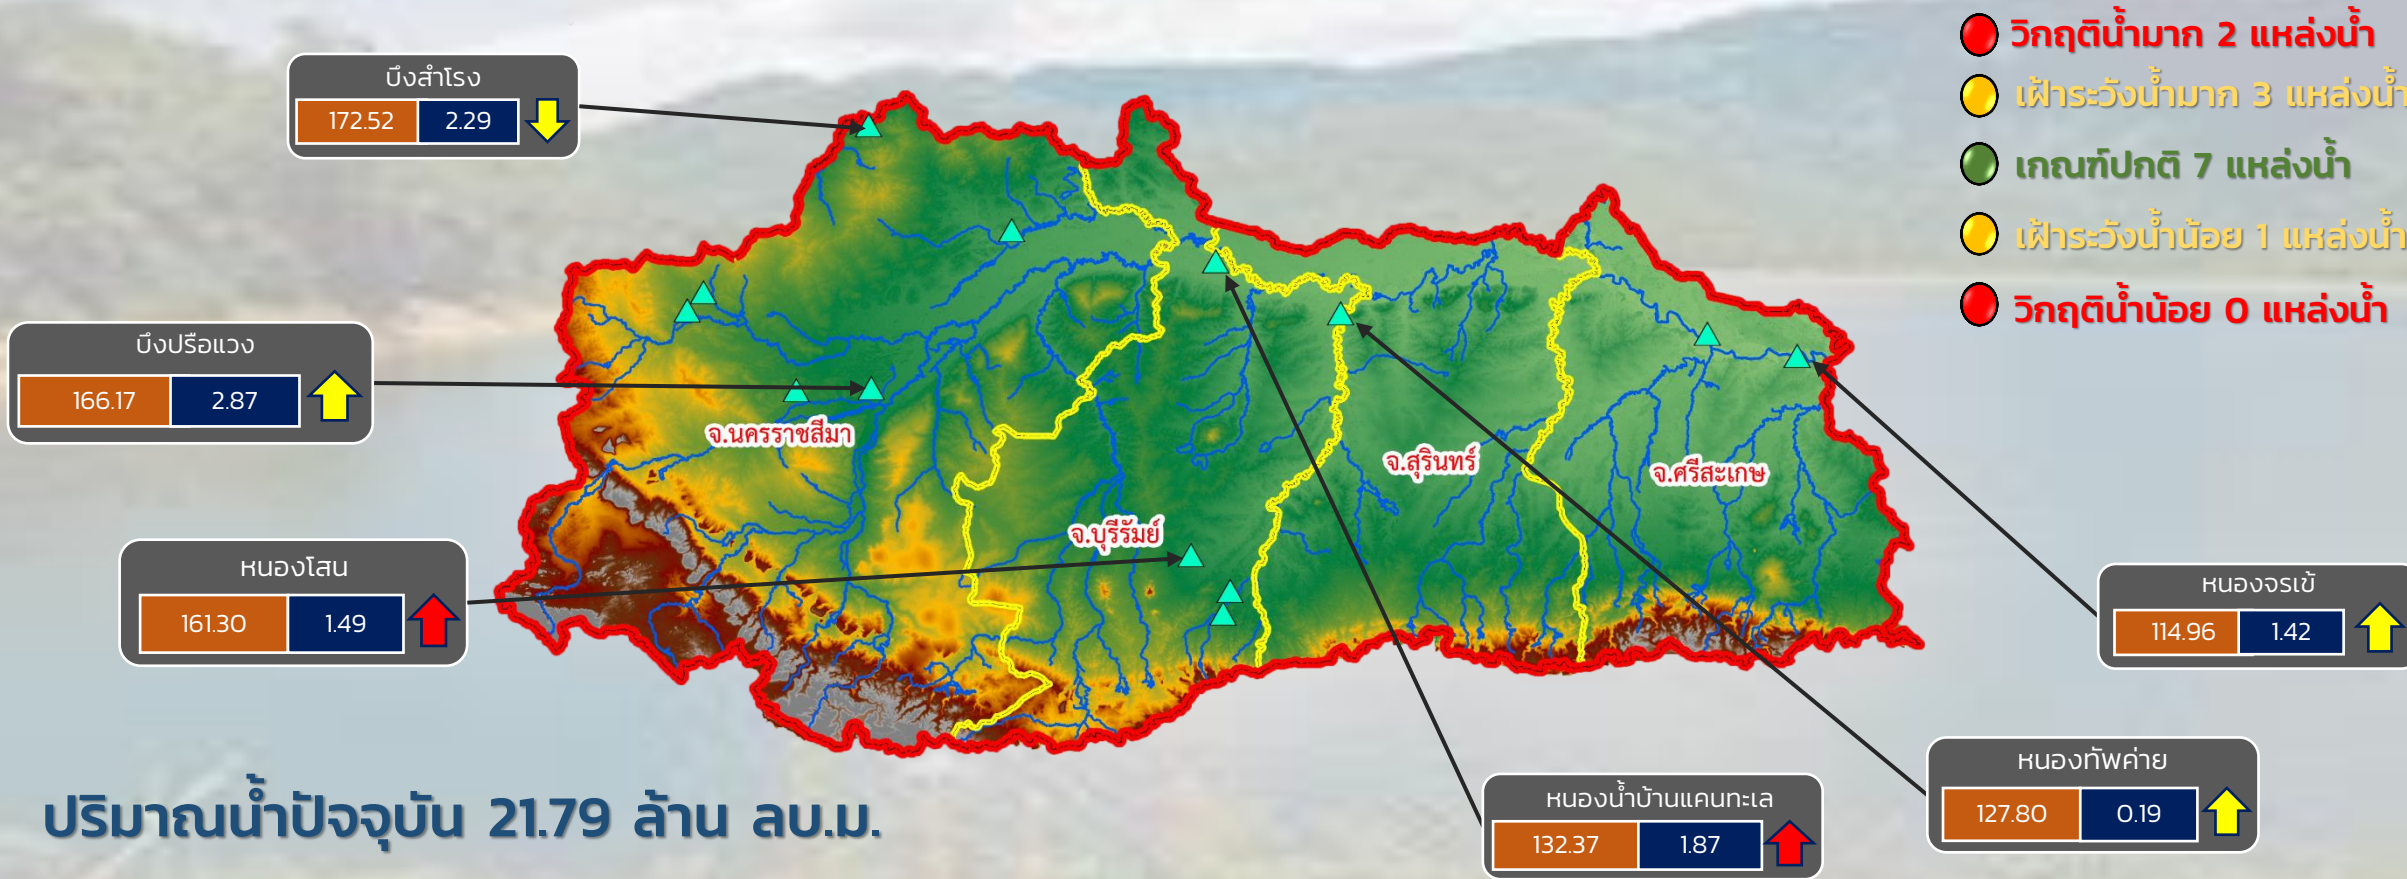 วิกฤติน้ำมาก 2 แหล่งน้ำ
เฝ้าระวังน้ำมาก 3 แหล่งน้ำ
เกณฑ์ปกติ 7 แหล่งน้ำ
เฝ้าระวังน้ำน้อย 1 แหล่งน้ำ
วิกฤติน้ำน้อย 0 แหล่งน้ำ
บึงสำโรง
172.52 2.29
บึงปรือแวง
166.17 2.87
หนองโสน
161.30 1.49
จ.นครราชสีมา
จ.บุรีรัมย์
จ.สุรินทร์
จ.ศรีสะเกษ
หนองจรเข้
114.96 1.42
หนองทัพค่าย
127.80 0.19
หนองน้ำบ้านแคนทะเล
132.37 1.87
ปริมาณน้ำปัจจุบัน 21.79 ล้าน ลบ.ม.